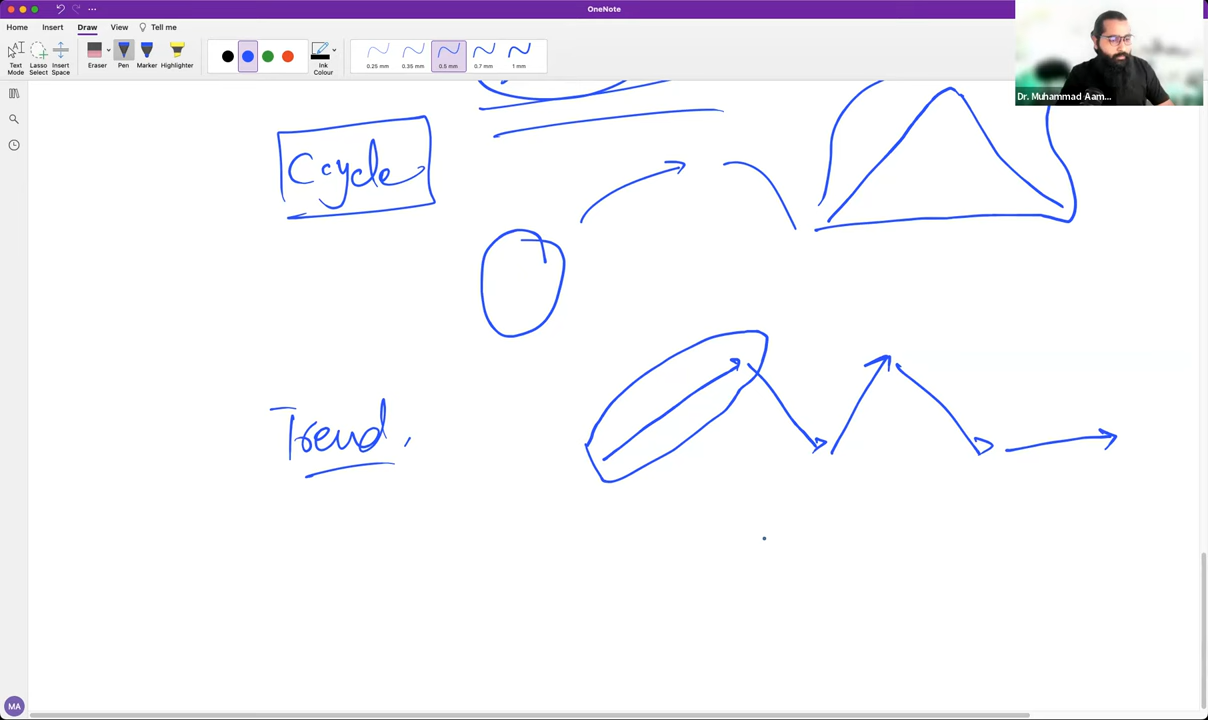 OneNote
Home Insert Draw View Tell me
Text Mode
Lasso Select
Insert Space
Eraser
Pen
Marker
Highlighter
Ink Colour
0.25 mm
0.35 mm
0.5 mm
0.7 mm
1 mm
Dr. Muhammad Aam...
Ccycle
Trend,
MA